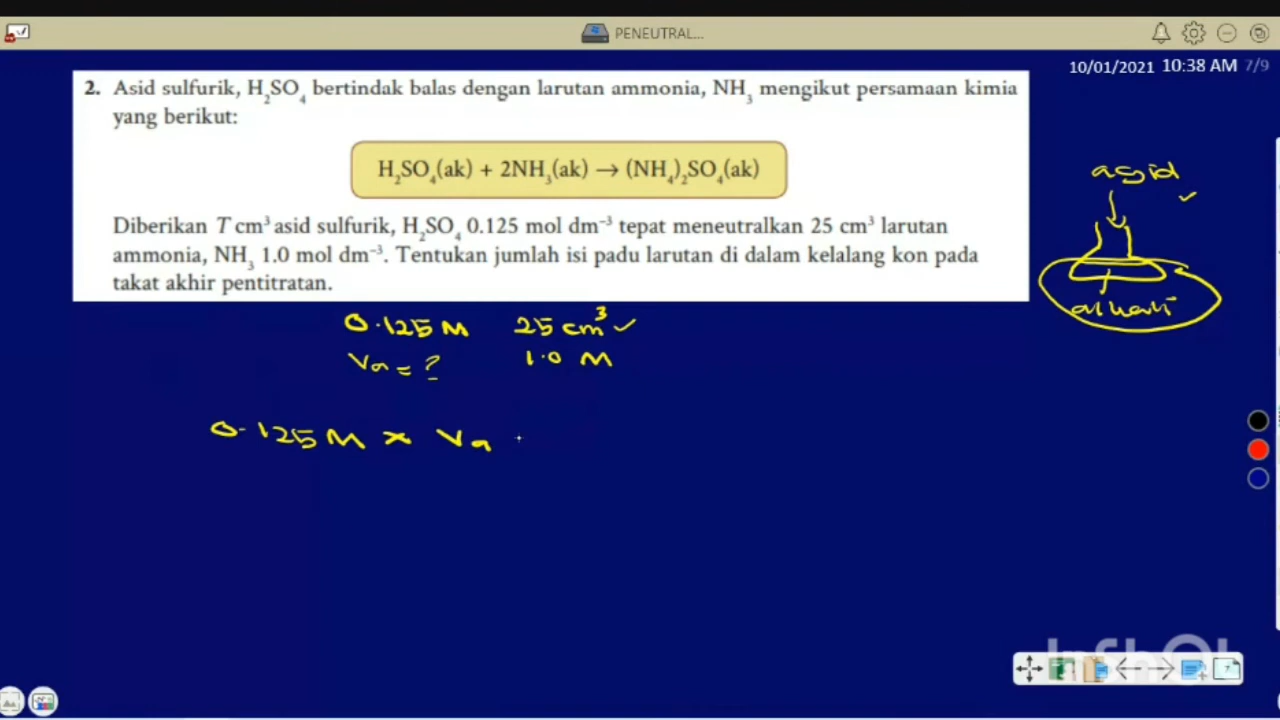 PENEUTRAL...
10/01/2021 10:38 AM 7/9
2. Asid sulfurik, H₂SO₄ bertindak balas dengan larutan ammonia, NH₃ mengikut persamaan kimia
yang berikut:
H₂SO₄(ak) + 2NH₃(ak) → (NH₄)₂SO₄(ak)
Diberikan T cm³ asid sulfurik, H₂SO₄ 0.125 mol dm⁻³ tepat meneutralkan 25 cm³ larutan
ammonia, NH₃ 1.0 mol dm⁻³. Tentukan jumlah isi padu larutan di dalam kelalang kon pada
takat akhir pentitratan.
asid
alkali
0.125 M 25 cm³ ✓
Va = ? 1.0 M
0.125 M × Va